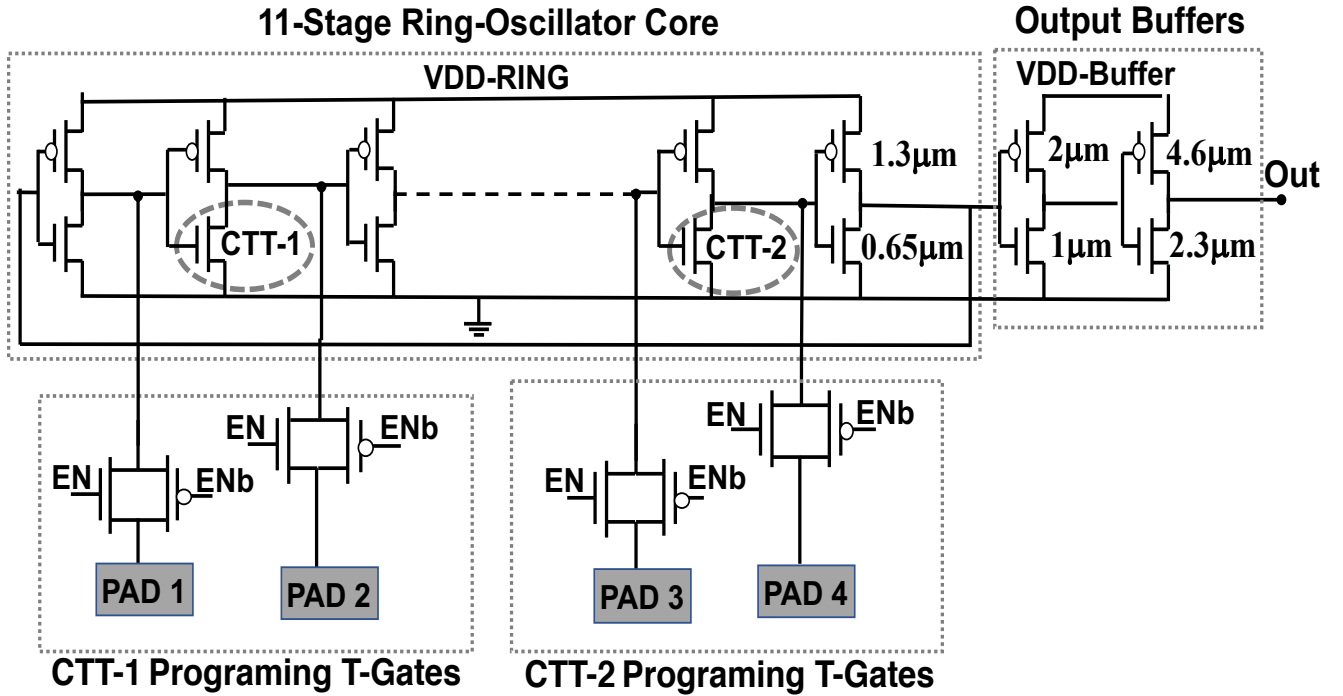 11-Stage Ring-Oscillator Core
Output Buffers
VDD-RING
VDD-Buffer
1.3μm
2μm
4.6μm
Out
CTT-1
CTT-2
0.65μm
1μm
2.3μm
EN
ENb
EN
ENb
EN
ENb
EN
ENb
PAD 1
PAD 2
PAD 3
PAD 4
CTT-1 Programing T-Gates
CTT-2 Programing T-Gates